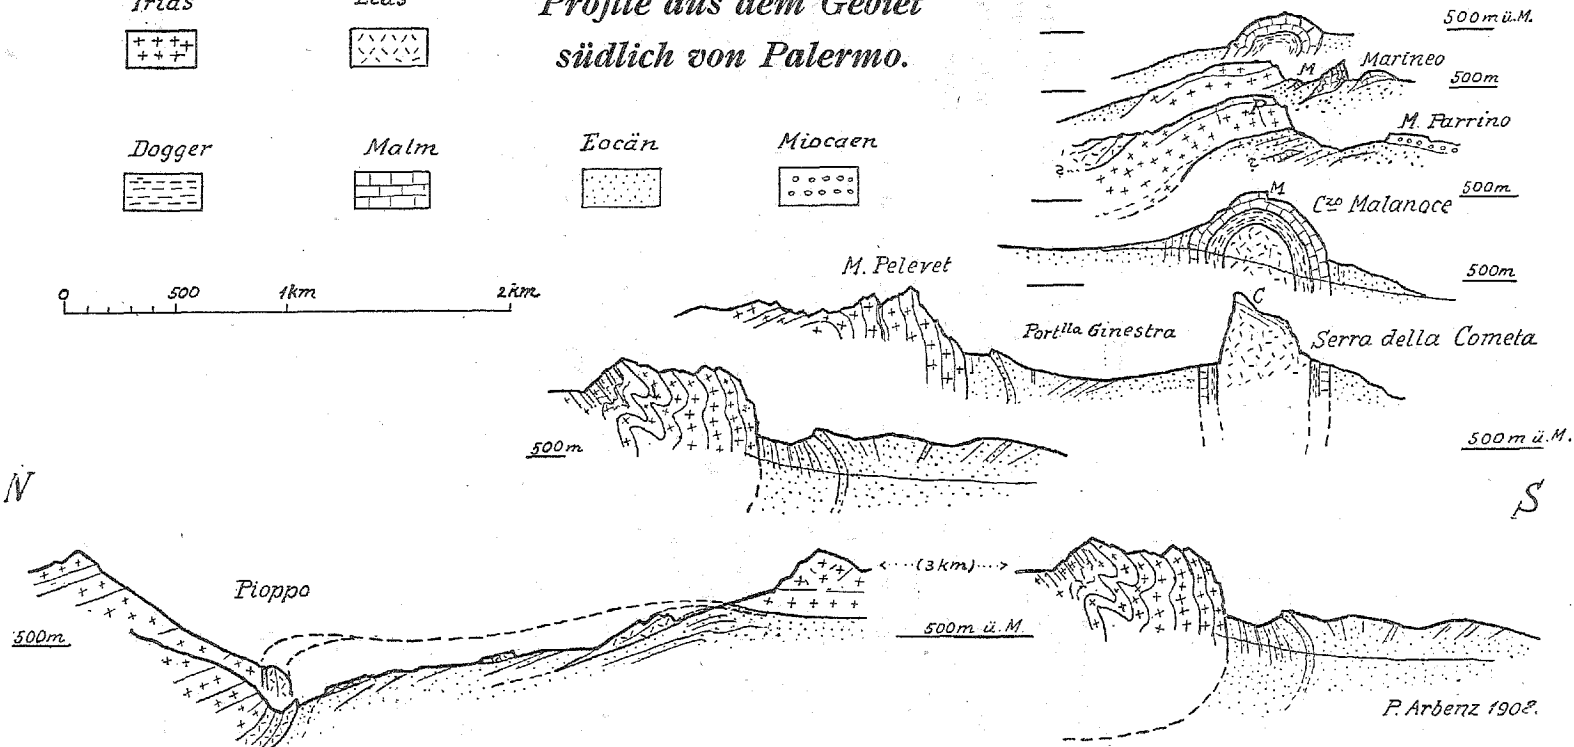 Trias
Lias
Profile aus dem Gebiet
südlich von Palermo.
Dogger
Malm
Eocän
Miocaen
0 500 1km 2km
500m ü.M.
M
Marineo
500m
P
M. Parrino
?
?
500m
M
Czo Malanoce
500m
M. Pelevet
Portlla Ginestra
C
Serra della Cometa
500m
500m ü.M.
N
S
Pioppo
(3km)
500m.
500m ü.M.
P. Arbenz 1908.